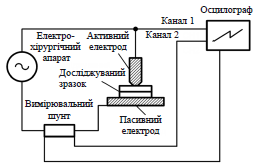 Осцилограф
Електро-
хірургічний
апарат
Активний
електрод
Канал 1
Канал 2
Досліджуваний
зразок
Вимірювальний
шунт
Пасивний
електрод